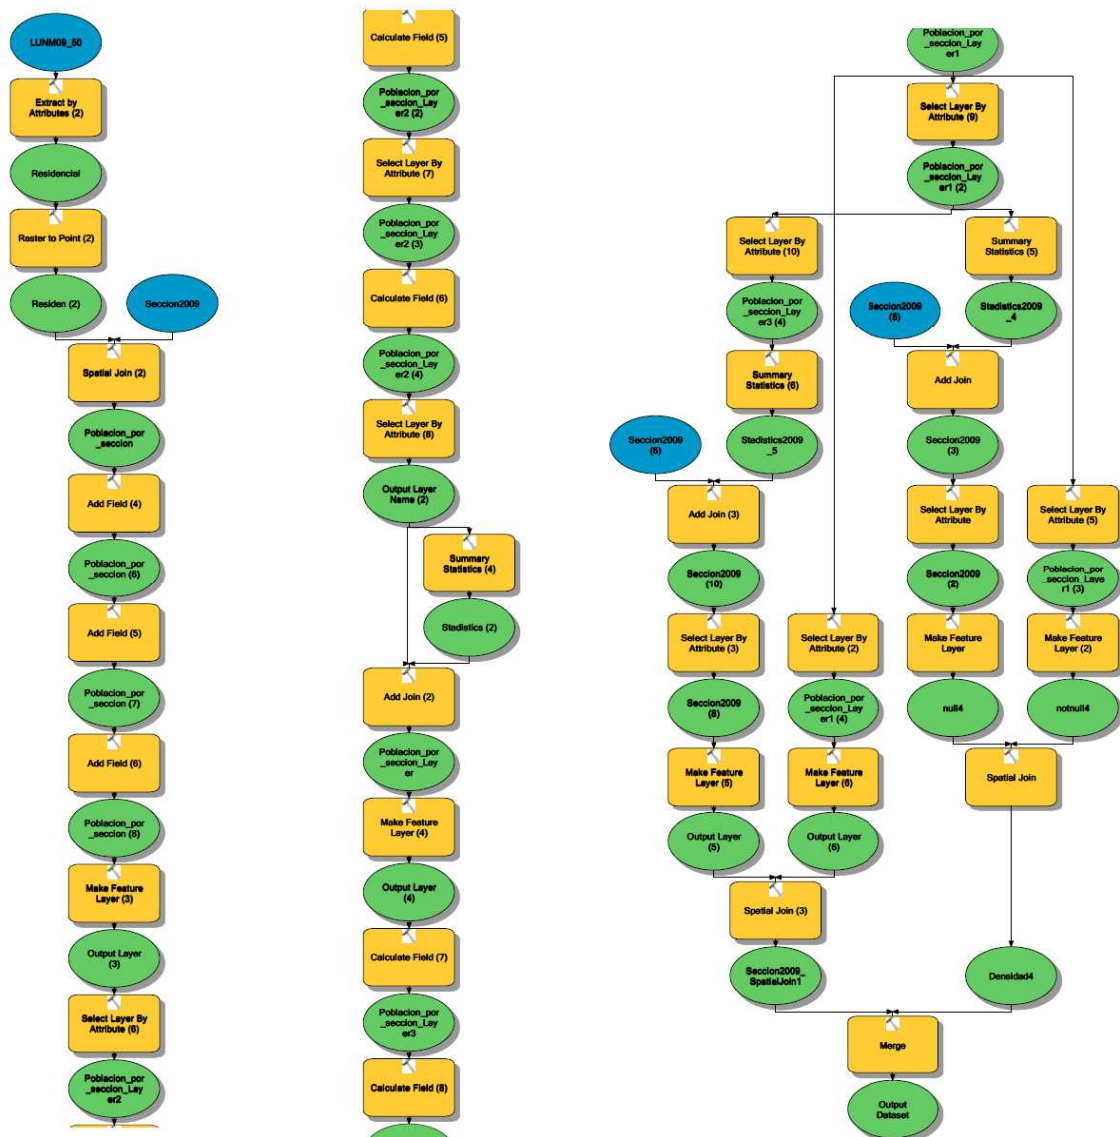 LUNM09_50
Extract by
Attributes (2)
Residencial
Raster to Point (2)
Residen (2)
Seccion2009
Spatial Join (2)
Poblacion_por
_seccion
Add Field (4)
Poblacion_por
_seccion (6)
Add Field (5)
Poblacion_por
_seccion (7)
Add Field (6)
Poblacion_por
_seccion (8)
Make Feature
Layer (3)
Output Layer
(3)
Select Layer By
Attribute (6)
Poblacion_por
_seccion_Lay
er2
Calculate Field (5)
Poblacion_por
_seccion_Lay
er2 (2)
Select Layer By
Attribute (7)
Poblacion_por
_seccion_Lay
er2 (3)
Calculate Field (6)
Poblacion_por
_seccion_Lay
er2 (4)
Select Layer By
Attribute (8)
Output Layer
Name (2)
Summary
Statistics (4)
Stadistics (2)
Add Join (2)
Poblacion_por
_seccion_Lay
er
Make Feature
Layer (4)
Output Layer
(4)
Calculate Field (7)
Poblacion_por
_seccion_Lay
er3
Calculate Field (8)
Poblacion_por
_seccion_Lay
er1
Select Layer By
Attribute (9)
Poblacion_por
_seccion_Lay
er1 (2)
Select Layer By
Attribute (10)
Summary
Statistics (5)
Poblacion_por
_seccion_Lay
er3 (4)
Seccion2009
(5)
Stadistics2009
_4
Summary
Statistics (6)
Add Join
Seccion2009
(6)
Stadistics2009
_5
Seccion2009
(3)
Add Join (3)
Select Layer By
Attribute
Select Layer By
Attribute (5)
Seccion2009
(10)
Seccion2009
(2)
Poblacion_por
_seccion_Laye
r1 (3)
Select Layer By
Attribute (3)
Select Layer By
Attribute (2)
Make Feature
Layer
Make Feature
Layer (2)
Seccion2009
(8)
Poblacion_por
_seccion_Lay
er1 (4)
null4
notnull4
Make Feature
Layer (5)
Make Feature
Layer (6)
Spatial Join
Output Layer
(5)
Output Layer
(6)
Spatial Join (3)
Seccion2009_
SpatialJoin1
Densidad4
Merge
Output
Dataset